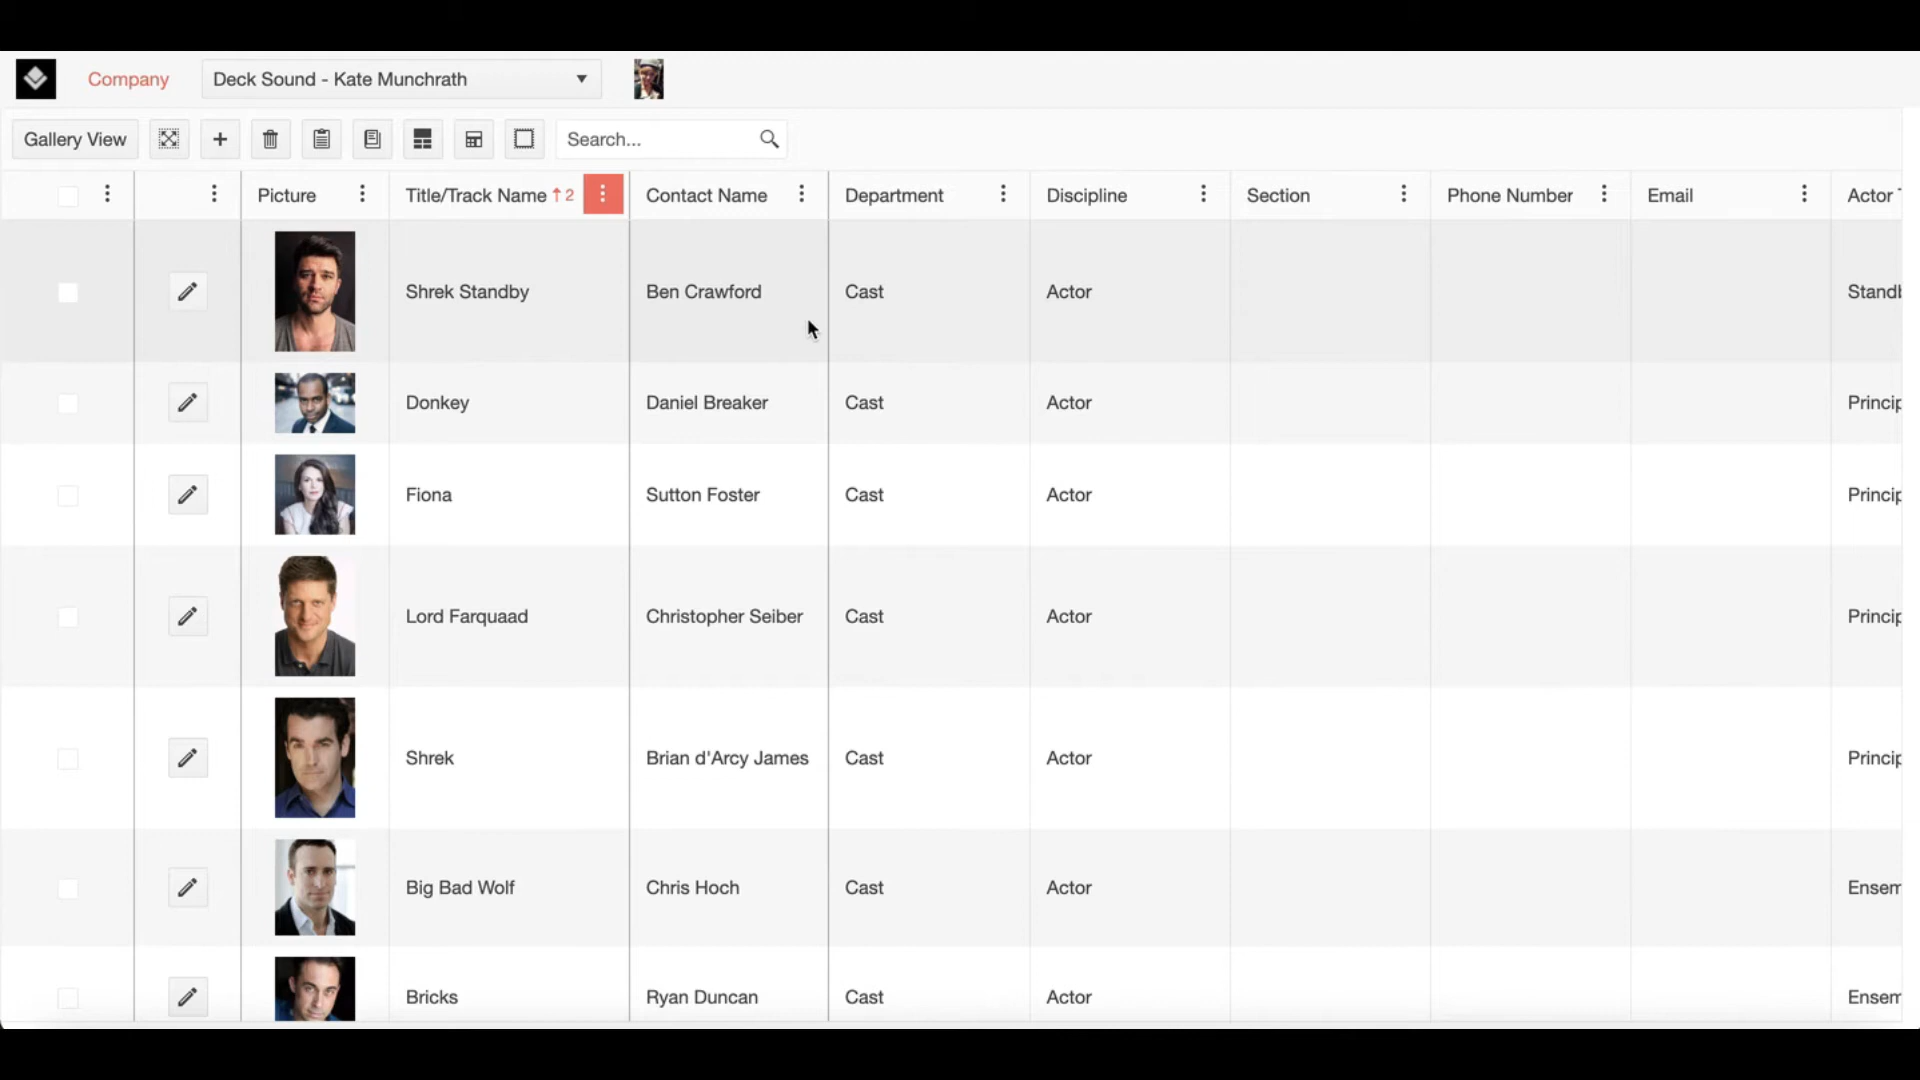 Company Deck Sound - Kate Munchrath
Gallery View Search...
Picture Title/Track Name 2 Contact Name Department Discipline Section Phone Number Email Actor
Shrek Standby Ben Crawford Cast Actor
Donkey Daniel Breaker Cast Actor
Fiona Sutton Foster Cast Actor
Lord Farquaad Christopher Seiber Cast Actor
Shrek Brian d'Arcy James Cast Actor
Big Bad Wolf Chris Hoch Cast Actor
Bricks Ryan Duncan Cast Actor